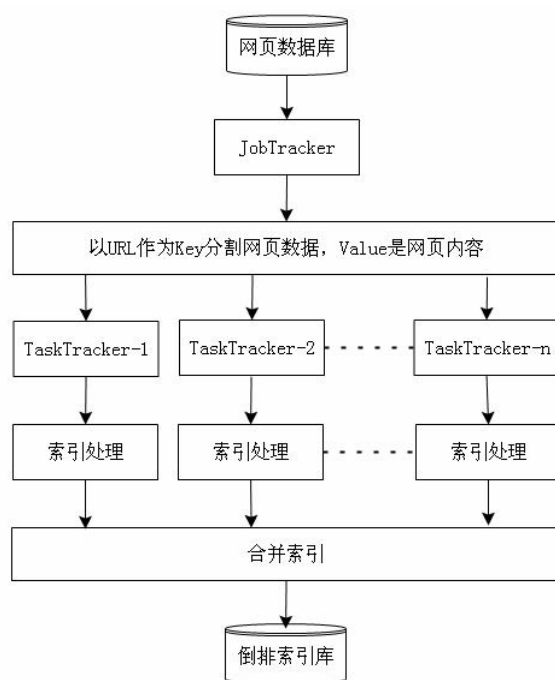 网页数据库
JobTracker
以URL作为Key分割网页数据，Value是网页内容
TaskTracker-1
TaskTracker-2
TaskTracker-n
索引处理
索引处理
索引处理
合并索引
倒排索引库